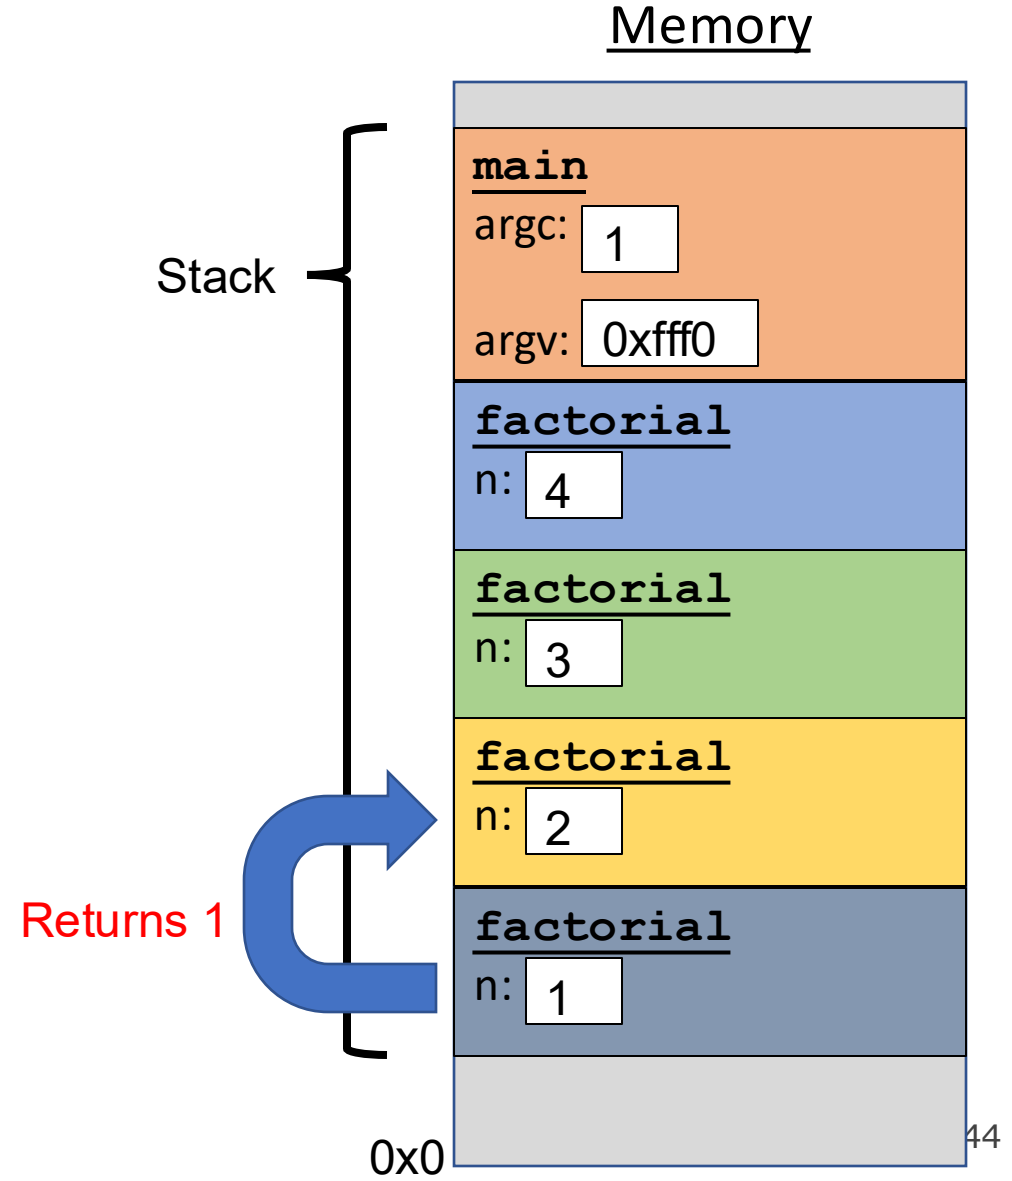 Memory
main
argc: 1
Stack
argv: 0xfff0
factorial
n: 4
factorial
n: 3
factorial
n: 2
Returns 1
factorial
n: 1
44
0x0